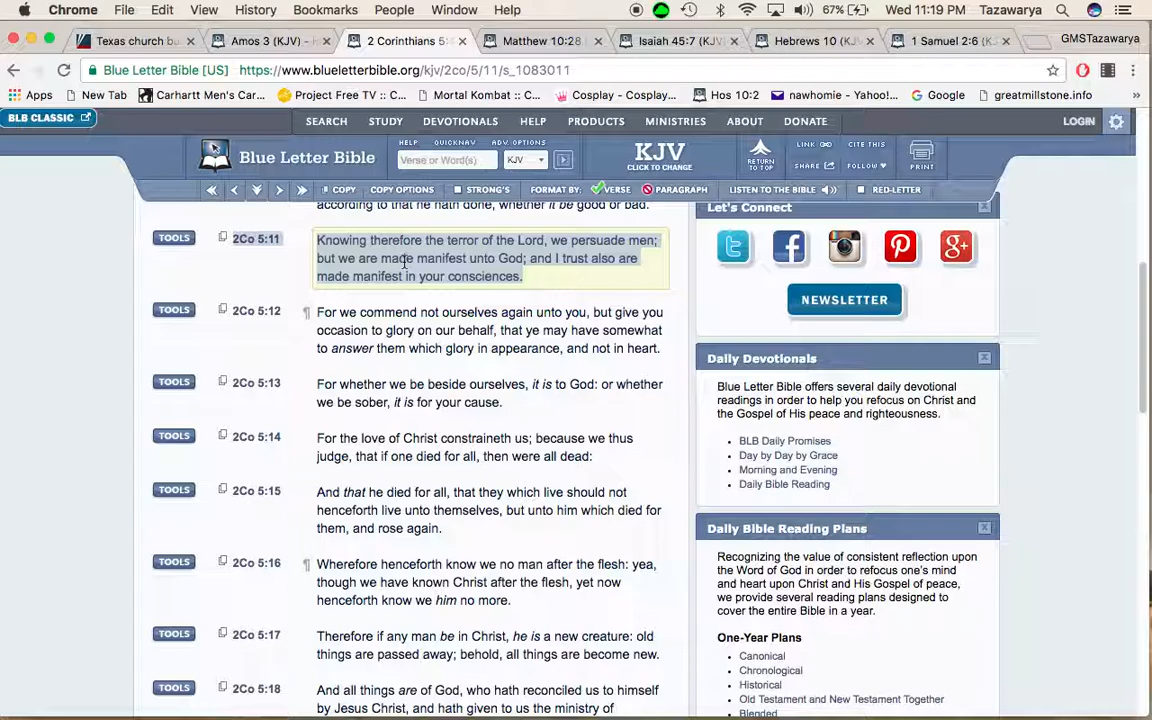 Chrome File Edit View History Bookmarks People Window Help 67% Wed 11:19 PM Tazawarya
Texas church bu Amos 3 (KJV) - 2 Corinthians 5: Matthew 10:28 Isaiah 45:7 (KJV Hebrews 10 (KJV 1 Samuel 2:6 (KJV GMSTazawarya
Blue Letter Bible [US] https://www.blueletterbible.org/kjv/2co/5/11/s_1083011
Apps New Tab Carhartt Men's Car... Project Free TV :: C... Mortal Kombat :: C... Cosplay - Cosplay... Hos 10:2 nawhomie - Yahoo!... Google greatmillstone.info »
BLB CLASSIC SEARCH STUDY DEVOTIONALS HELP PRODUCTS MINISTRIES ABOUT DONATE LOGIN
HELP QUICKNAV ADV OPTIONS
Blue Letter Bible Verse or Word(s) KJV
KJV
CLICK TO CHANGE
RETURN
TO TOP
LINK CITE THIS
SHARE FOLLOW PRINT
COPY COPY OPTIONS STRONG'S FORMAT BY: VERSE PARAGRAPH LISTEN TO THE BIBLE RED-LETTER
according to that he hath done, whether it be good or bad.
TOOLS 2Co 5:11 Knowing therefore the terror of the Lord, we persuade men;
but we are made manifest unto God; and I trust also are
made manifest in your consciences.
TOOLS 2Co 5:12 ¶ For we commend not ourselves again unto you, but give you
occasion to glory on our behalf, that ye may have somewhat
to answer them which glory in appearance, and not in heart.
TOOLS 2Co 5:13 For whether we be beside ourselves, it is to God: or whether
we be sober, it is for your cause.
TOOLS 2Co 5:14 For the love of Christ constraineth us; because we thus
judge, that if one died for all, then were all dead:
TOOLS 2Co 5:15 And that he died for all, that they which live should not
henceforth live unto themselves, but unto him which died for
them, and rose again.
TOOLS 2Co 5:16 ¶ Wherefore henceforth know we no man after the flesh: yea,
though we have known Christ after the flesh, yet now
henceforth know we him no more.
TOOLS 2Co 5:17 Therefore if any man be in Christ, he is a new creature: old
things are passed away; behold, all things are become new.
TOOLS 2Co 5:18 And all things are of God, who hath reconciled us to himself
by Jesus Christ, and hath given to us the ministry of
Let's Connect
NEWSLETTER
Daily Devotionals
Blue Letter Bible offers several daily devotional
readings in order to help you refocus on Christ and
the Gospel of His peace and righteousness.
BLB Daily Promises
Day by Day by Grace
Morning and Evening
Daily Bible Reading
Daily Bible Reading Plans
Recognizing the value of consistent reflection upon
the Word of God in order to refocus one's mind
and heart upon Christ and His Gospel of peace,
we provide several reading plans designed to
cover the entire Bible in a year.
One-Year Plans
Canonical
Chronological
Historical
Old Testament and New Testament Together
Blended